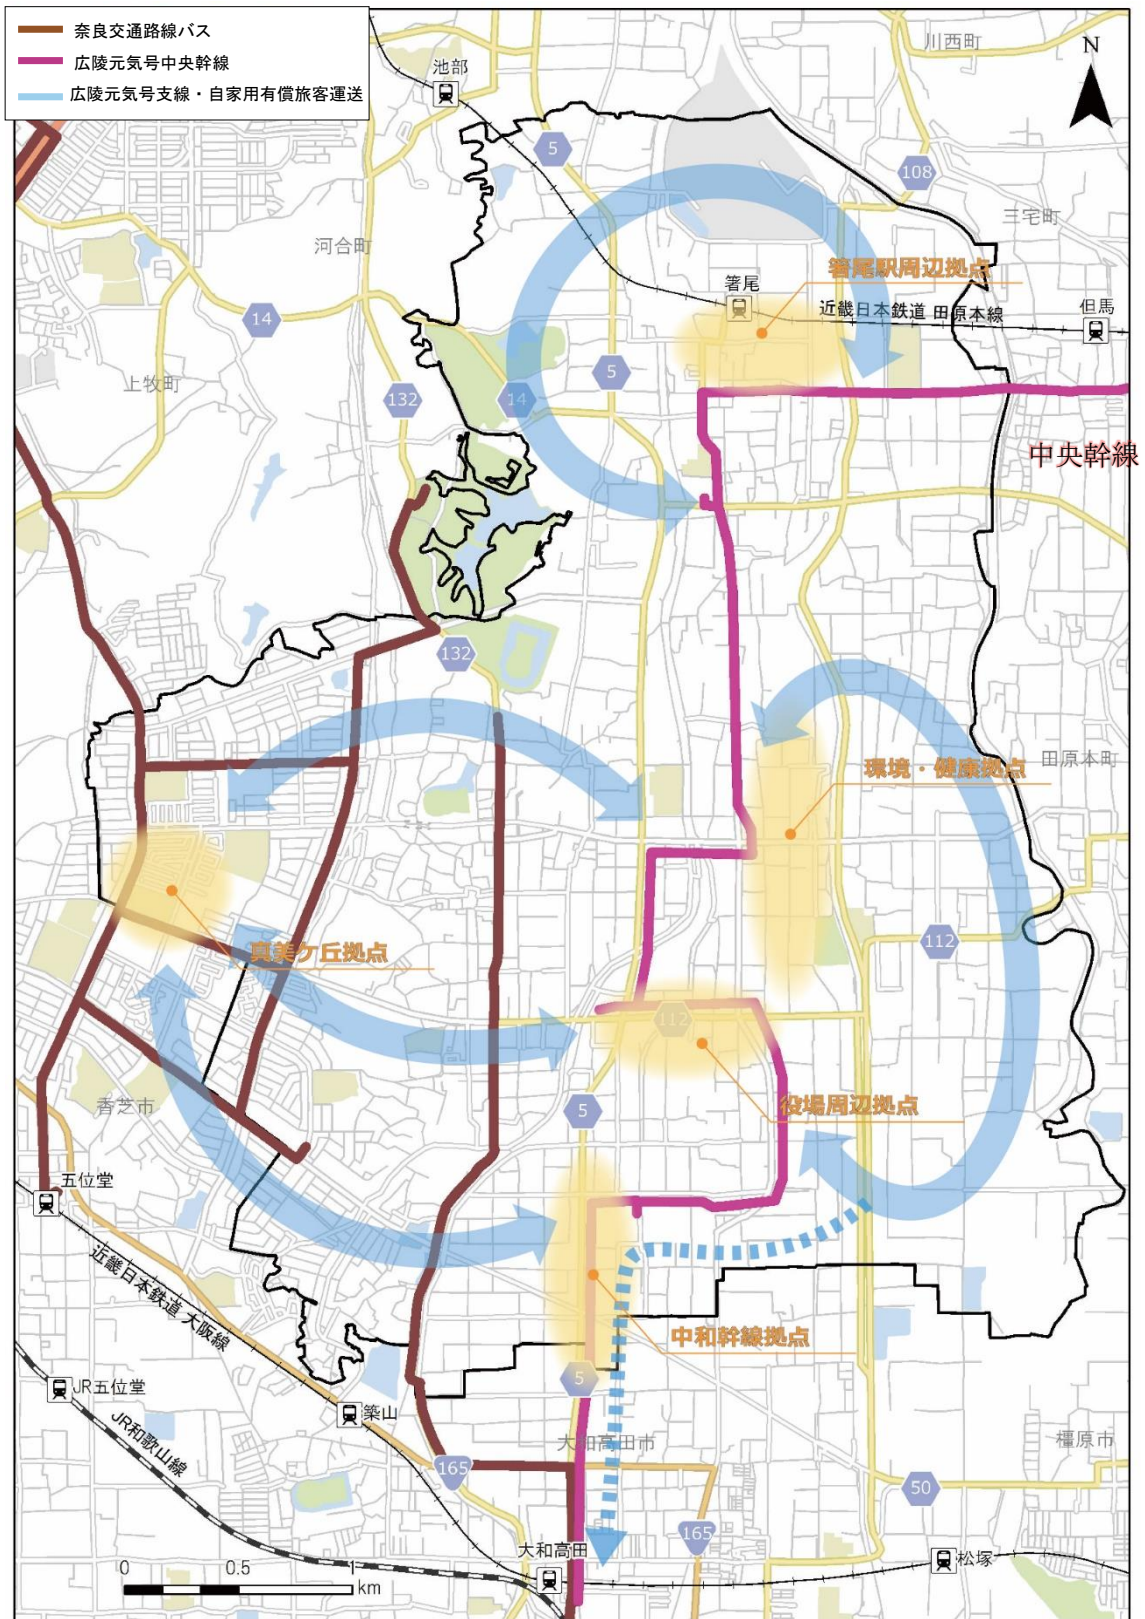 奈良交通路線バス
広陵元気号中央幹線
広陵元気号支線・自家用有償旅客運送
川西町
N
池部
5
108
三宅町
河合町
箸尾駅周辺拠点
箸尾
近畿日本鉄道 田原本線
但馬
14
5
上牧町
132
14
中央幹線
132
田原本町
環境・健康拠点
112
真美ケ丘拠点
112
香芝市
5
役場周辺拠点
五位堂
近畿日本鉄道 大阪線
中和幹線拠点
5
JR五位堂
築山
JR和歌山線
大和高田市
橿原市
165
50
165
大和高田
松塚
0 0.5 1
km